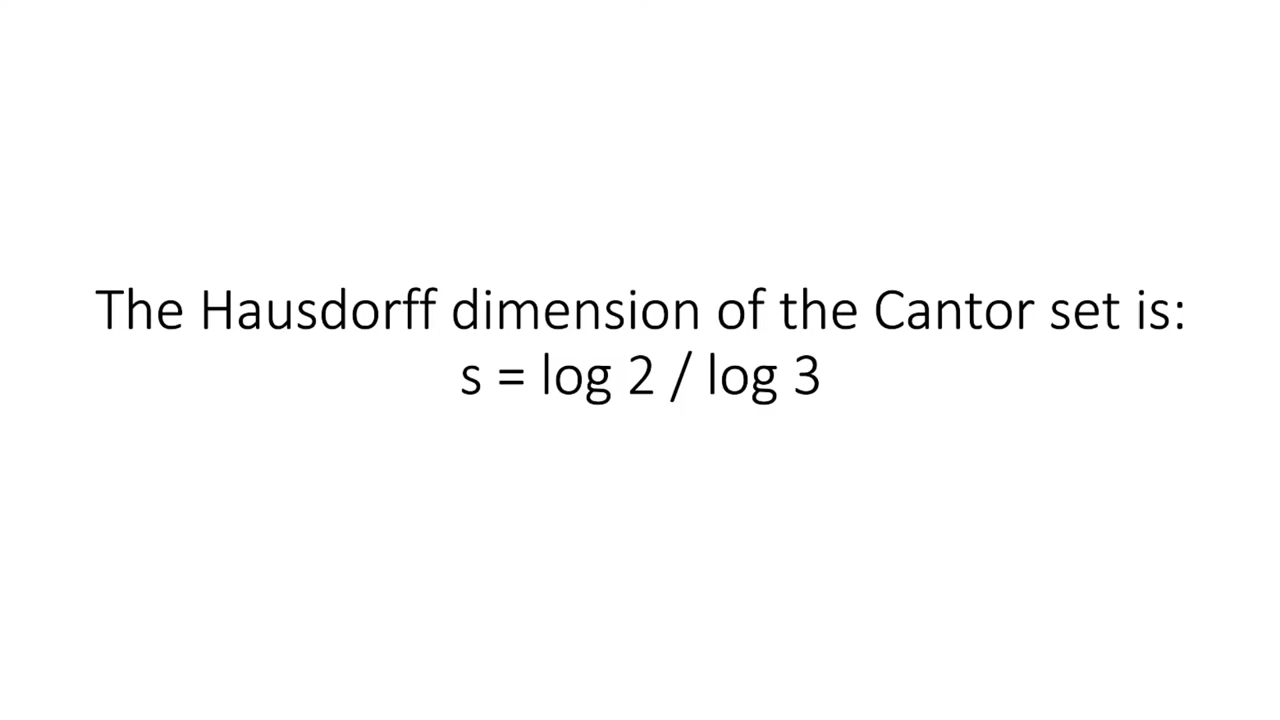 The Hausdorff dimension of the Cantor set is:
s = log 2 / log 3